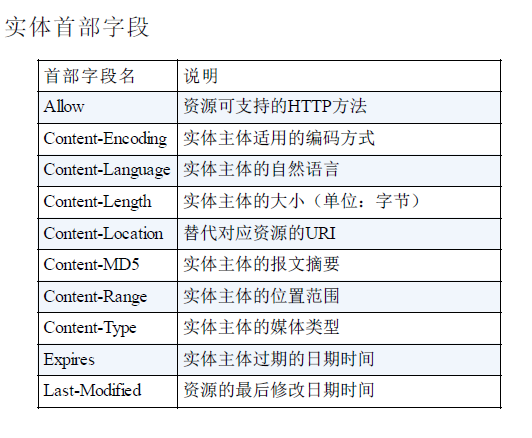 实体首部字段
首部字段名 说明
Allow 资源可支持的HTTP方法
Content-Encoding 实体主体适用的编码方式
Content-Language 实体主体的自然语言
Content-Length 实体主体的大小（单位：字节）
Content-Location 替代对应资源的URI
Content-MD5 实体主体的报文摘要
Content-Range 实体主体的位置范围
Content-Type 实体主体的媒体类型
Expires 实体主体过期的日期时间
Last-Modified 资源的最后修改日期时间